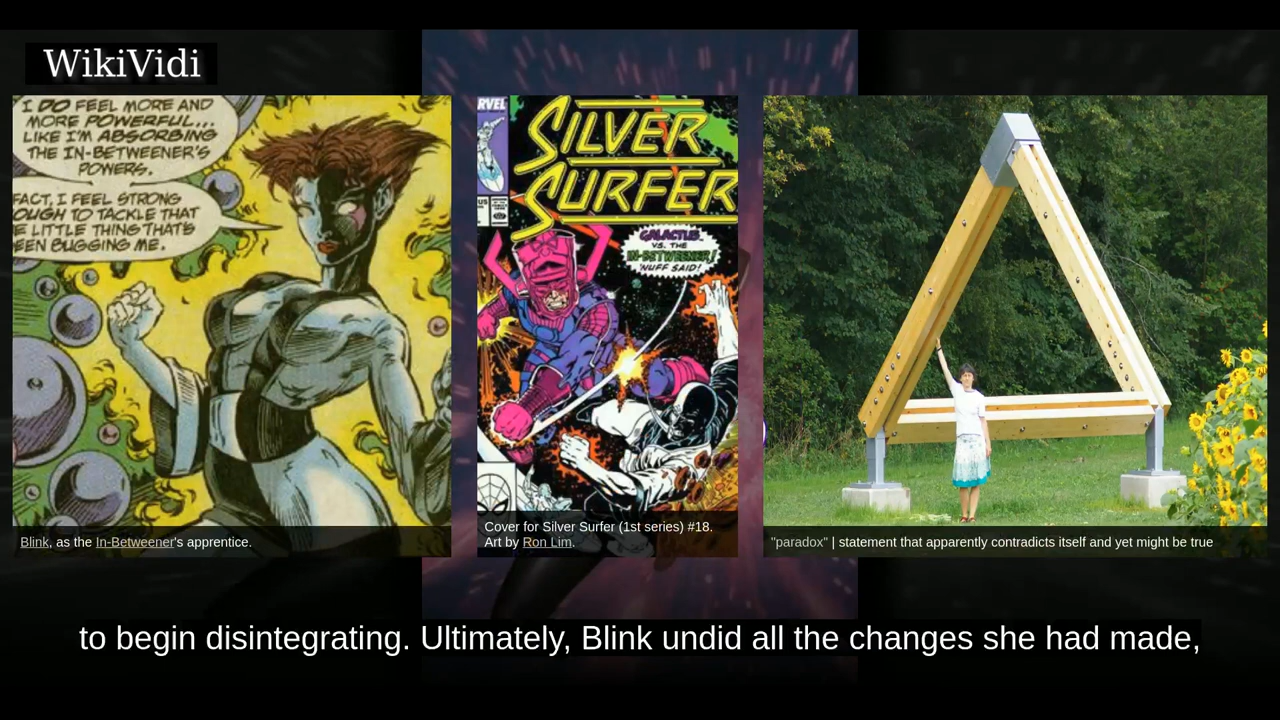 WikiVidi
I DO FEEL MORE AND
MORE POWERFUL...
LIKE I'M ABSORBING
THE IN-BETWEENER'S
POWERS.
FACT, I FEEL STRONG
OUGH TO TACKLE THAT
E LITTLE THING THAT'S
EEN BUGGING ME.
Blink, as the In-Betweener's apprentice.
RVEL
SILVER
SURFER
GALACTUS
VS. THE
IN-BETWEENER!
'NUFF SAID!
Cover for Silver Surfer (1st series) #18.
Art by Ron Lim.
"paradox" | statement that apparently contradicts itself and yet might be true
to begin disintegrating. Ultimately, Blink undid all the changes she had made,